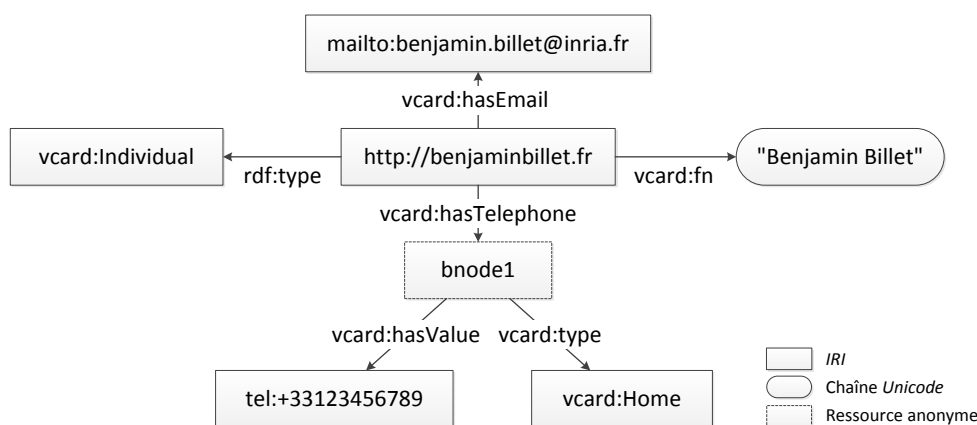 mailto:benjamin.billet@inria.fr
vcard:hasEmail
vcard:Individual
http://benjaminbillet.fr
"Benjamin Billet"
rdf:type
vcard:fn
vcard:hasTelephone
bnode1
vcard:hasValue
vcard:type
tel:+33123456789
vcard:Home
IRI
Chaîne Unicode
Ressource anonyme